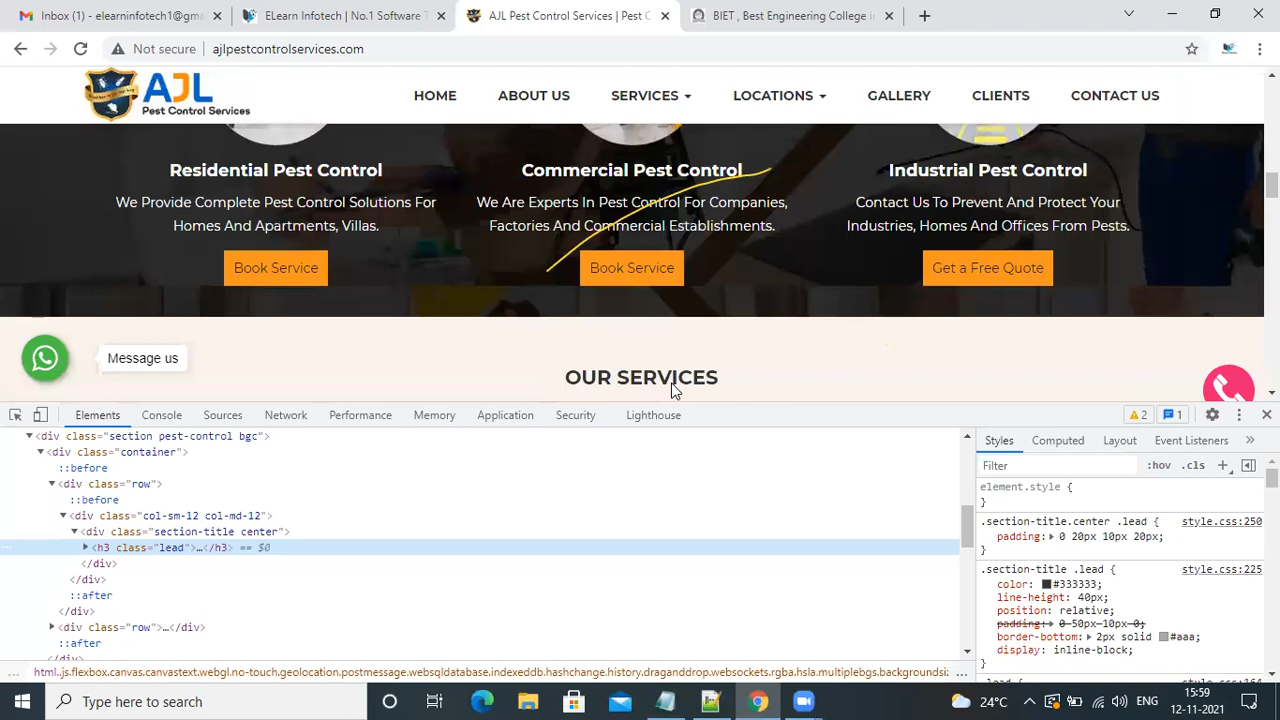 Inbox (1) - elearninfotech1@gma
ELearn Infotech | No.1 Software T
AJL Pest Control Services | Pest C
BIET , Best Engineering College i
Not secure
ajlpestcontrolservices.com
AJL
Pest Control Services
HOME
ABOUT US
SERVICES
LOCATIONS
GALLERY
CLIENTS
CONTACT US
Residential Pest Control
We Provide Complete Pest Control Solutions For
Homes And Apartments, Villas.
Book Service
Commercial Pest Control
We Are Experts In Pest Control For Companies,
Factories And Commercial Establishments.
Book Service
Industrial Pest Control
Contact Us To Prevent And Protect Your
Industries, Homes And Offices From Pests.
Get a Free Quote
Message us
OUR SERVICES
Elements
Console
Sources
Network
Performance
Memory
Application
Security
Lighthouse
2
1
<div class="section pest-control bgc">
<div class="container">
::before
<div class="row">
::before
<div class="col-sm-12 col-md-12">
<div class="section-title center">
<h3 class="lead">…</h3> == $0
</div>
</div>
::after
</div>
<div class="row">…</div>
::after
</div>
html.js.flexbox.canvas.canvastext.webgl.no-touch.geolocation.postmessage.websqldatabase.indexeddb.hashchange.history.draganddrop.websockets.rgba.hsla.multiplebgs.backgroundsi
Styles
Computed
Layout
Event Listeners
Filter
:hov
.cls
element.style {
}
.section-title.center .lead {
style.css:250
padding: 0 20px 10px 20px;
}
.section-title .lead {
style.css:225
color: #333333;
line-height: 40px;
position: relative;
padding: 0 50px 10px 0;
border-bottom: 2px solid #aaa;
display: inline-block;
}
Type here to search
24°C
ENG
15:59
12-11-2021